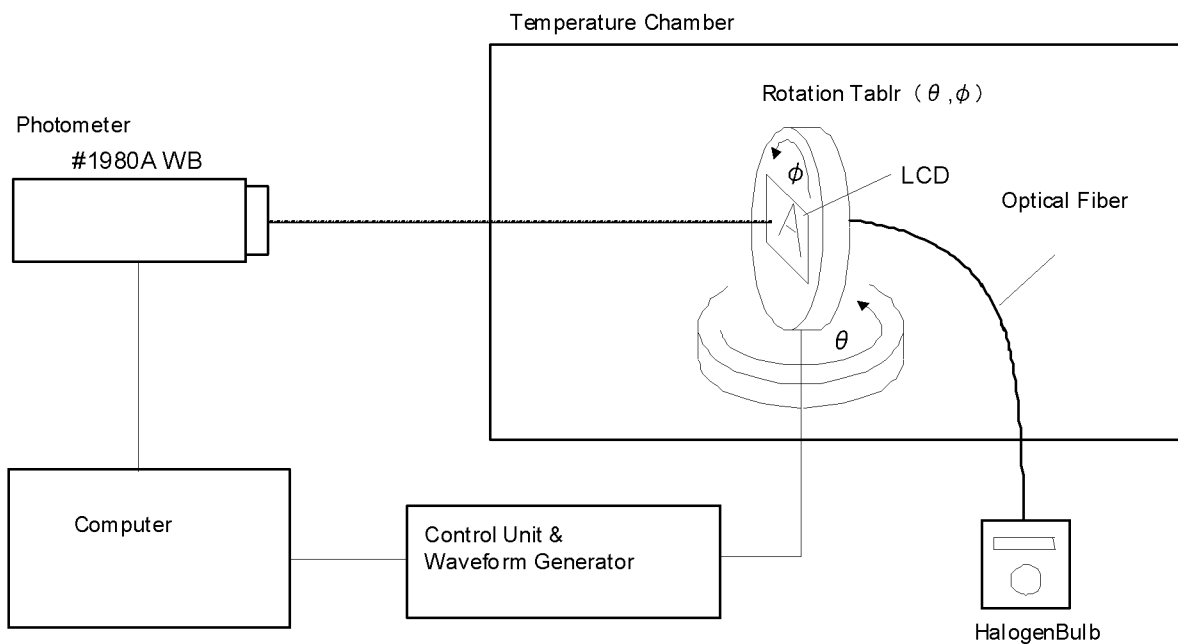 Temperature Chamber
Rotation Tablr (θ ,φ)
Photometer
#1980A WB
φ
LCD
A
Optical Fiber
θ
Computer
Control Unit &
Waveform Generator
HalogenBulb